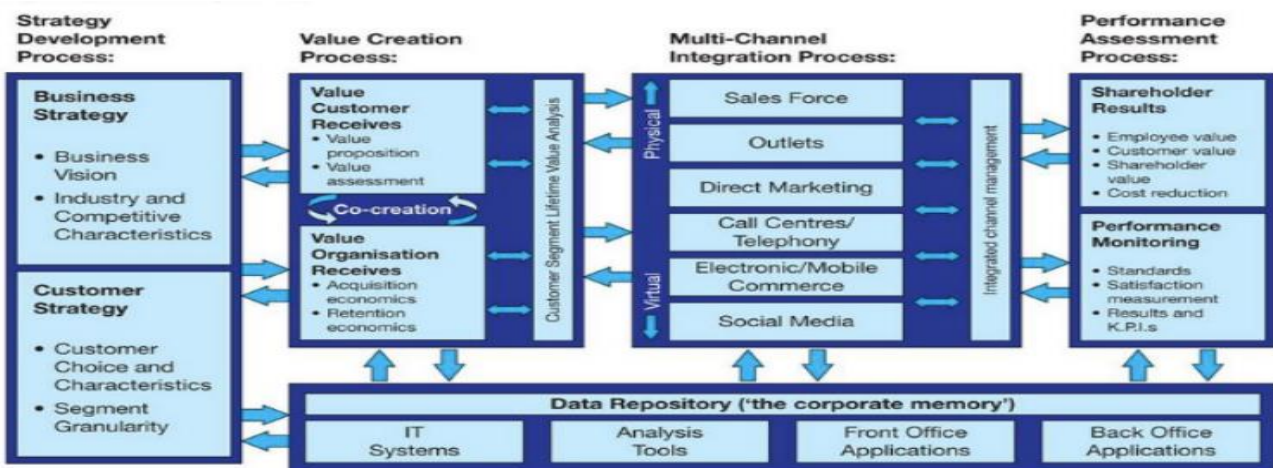 Strategy
Development
Process:
Business
Strategy
• Business
Vision
• Industry and
Competitive
Characteristics
Customer
Strategy
• Customer
Choice and
Characteristics
• Segment
Granularity
Value Creation
Process:
Value
Customer
Receives
• Value
proposition
• Value
assessment
Co-creation
Value
Organisation
Receives
• Acquisition
economics
• Retention
economics
Customer Segment Lifetime Value Analysis
Multi-Channel
Integration Process:
Physical
Virtual
Sales Force
Outlets
Direct Marketing
Call Centres/
Telephony
Electronic/Mobile
Commerce
Social Media
Integrated channel management
Performance
Assessment
Process:
Shareholder
Results
• Employee value
• Customer value
• Shareholder
value
• Cost reduction
Performance
Monitoring
• Standards
• Satisfaction
measurement
• Results and
K.P.I.s
Data Repository (‘the corporate memory’)
IT
Systems
Analysis
Tools
Front Office
Applications
Back Office
Applications